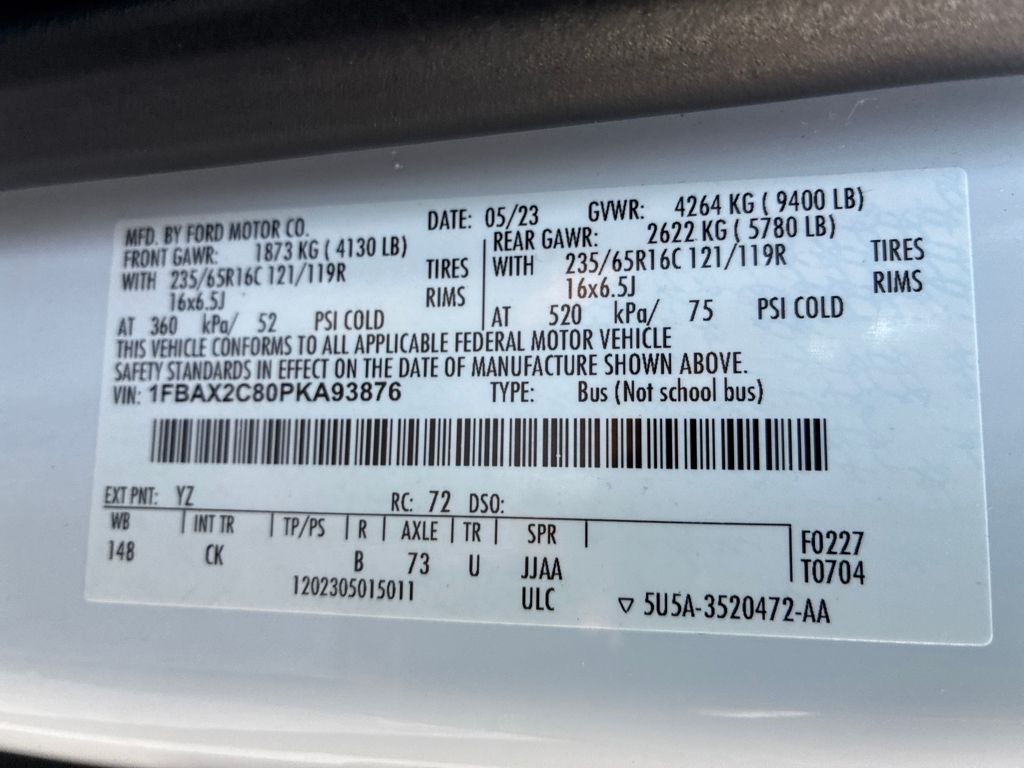 MFD. BY FORD MOTOR CO. DATE: 05/23 GVWR: 4264 KG ( 9400 LB)
FRONT GAWR: 1873 KG ( 4130 LB) REAR GAWR: 2622 KG ( 5780 LB)
WITH 235/65R16C 121/119R TIRES WITH 235/65R16C 121/119R TIRES
16x6.5J RIMS 16x6.5J RIMS
AT 360 kPa/ 52 PSI COLD AT 520 kPa/ 75 PSI COLD
THIS VEHICLE CONFORMS TO ALL APPLICABLE FEDERAL MOTOR VEHICLE
SAFETY STANDARDS IN EFFECT ON THE DATE OF MANUFACTURE SHOWN ABOVE.
VIN: 1FBAX2C80PKA93876 TYPE: Bus (Not school bus)
EXT PNT: YZ RC: 72 DSO:
WB INT TR TP/PS R AXLE TR SPR
148 CK B 73 U JJAA F0227
T0704
1202305015011 ULC ▽ 5U5A-3520472-AA